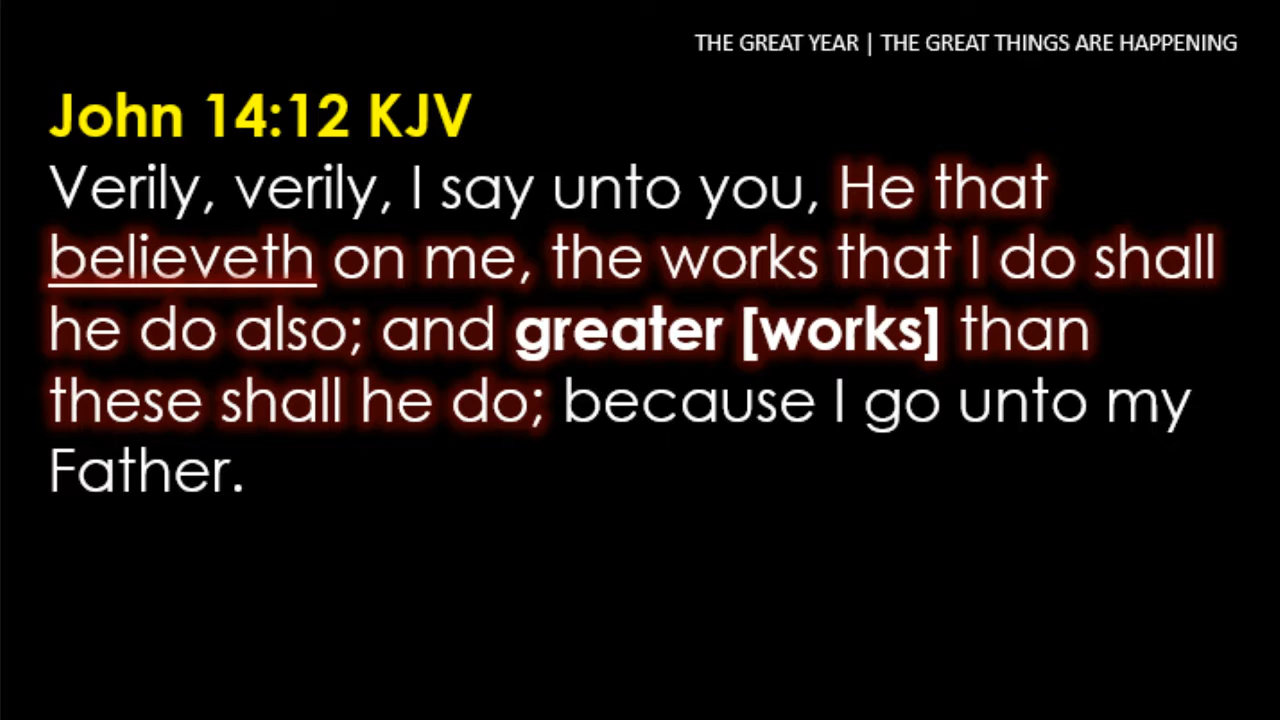 THE GREAT YEAR | THE GREAT THINGS ARE HAPPENING
John 14:12 KJV
Verily, verily, I say unto you, He that
believeth on me, the works that I do shall
he do also; and greater [works] than
these shall he do; because I go unto my
Father.